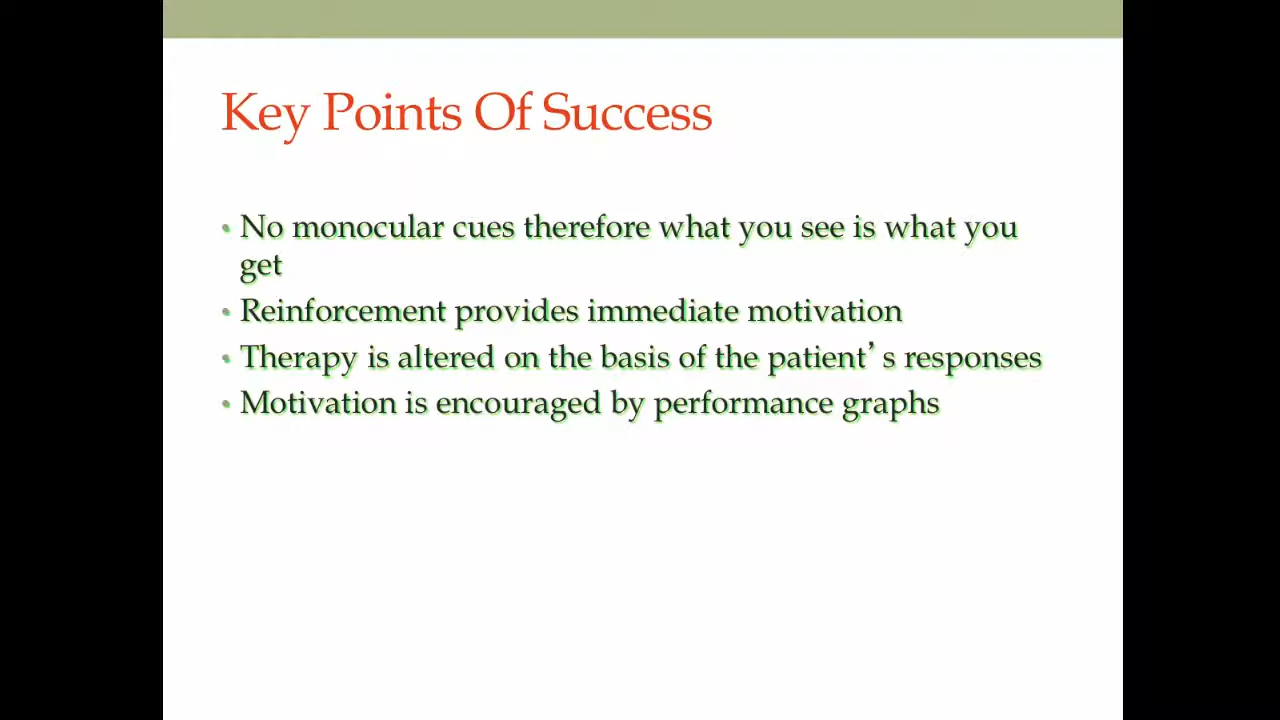 Key Points Of Success
• No monocular cues therefore what you see is what you
get
• Reinforcement provides immediate motivation
• Therapy is altered on the basis of the patient’s responses
• Motivation is encouraged by performance graphs